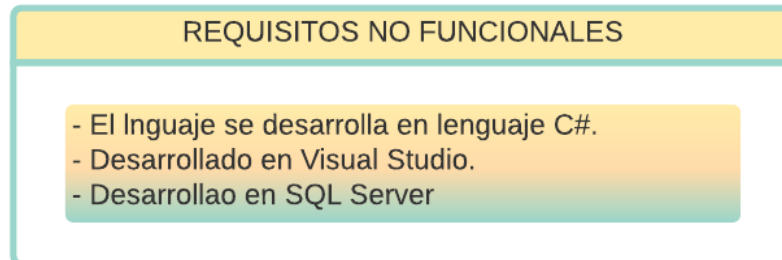 REQUISITOS NO FUNCIONALES
- El lnguaje se desarrolla en lenguaje C#.
- Desarrollado en Visual Studio.
- Desarrollao en SQL Server